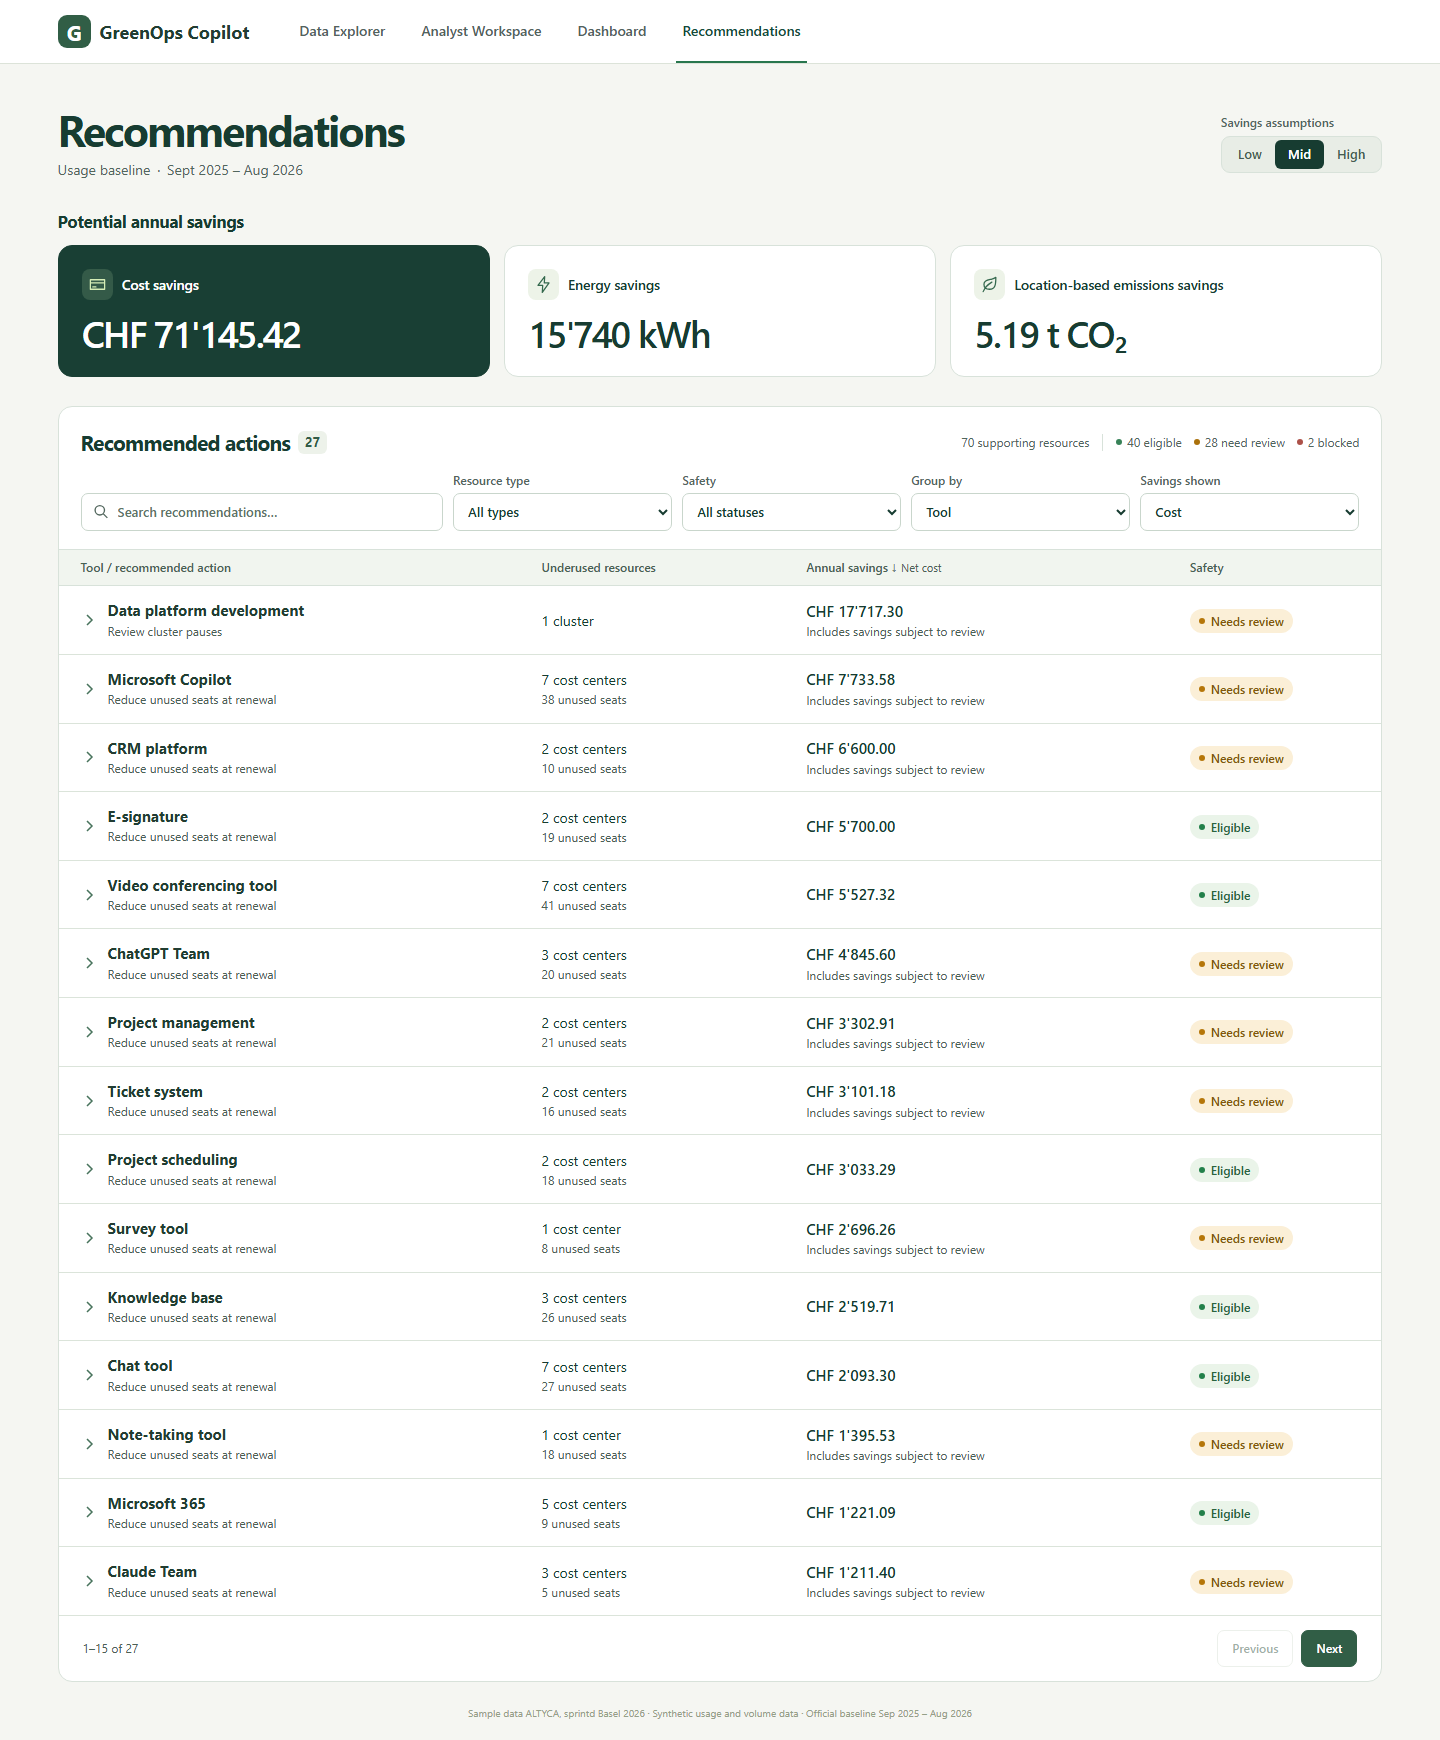 G GreenOps Copilot Data Explorer Analyst Workspace Dashboard Recommendations
Recommendations
Usage baseline · Sept 2025 – Aug 2026
Savings assumptions
Low Mid High
Potential annual savings
Cost savings
CHF 71'145.42
Energy savings
15'740 kWh
Location-based emissions savings
5.19 t CO₂
Recommended actions 27
70 supporting resources 40 eligible 28 need review 2 blocked
Search recommendations...
Resource type
All types
Safety
All statuses
Group by
Tool
Savings shown
Cost
Tool / recommended action Underused resources Annual savings ↓ Net cost Safety
Data platform development
Review cluster pauses
1 cluster
CHF 17'717.30
Includes savings subject to review
Needs review
Microsoft Copilot
Reduce unused seats at renewal
7 cost centers
38 unused seats
CHF 7'733.58
Includes savings subject to review
Needs review
CRM platform
Reduce unused seats at renewal
2 cost centers
10 unused seats
CHF 6'600.00
Includes savings subject to review
Needs review
E-signature
Reduce unused seats at renewal
2 cost centers
19 unused seats
CHF 5'700.00
Eligible
Video conferencing tool
Reduce unused seats at renewal
7 cost centers
41 unused seats
CHF 5'527.32
Eligible
ChatGPT Team
Reduce unused seats at renewal
3 cost centers
20 unused seats
CHF 4'845.60
Includes savings subject to review
Needs review
Project management
Reduce unused seats at renewal
2 cost centers
21 unused seats
CHF 3'302.91
Includes savings subject to review
Needs review
Ticket system
Reduce unused seats at renewal
2 cost centers
16 unused seats
CHF 3'101.18
Includes savings subject to review
Needs review
Project scheduling
Reduce unused seats at renewal
2 cost centers
18 unused seats
CHF 3'033.29
Eligible
Survey tool
Reduce unused seats at renewal
1 cost center
8 unused seats
CHF 2'696.26
Includes savings subject to review
Needs review
Knowledge base
Reduce unused seats at renewal
3 cost centers
26 unused seats
CHF 2'519.71
Eligible
Chat tool
Reduce unused seats at renewal
7 cost centers
27 unused seats
CHF 2'093.30
Eligible
Note-taking tool
Reduce unused seats at renewal
1 cost center
18 unused seats
CHF 1'395.53
Includes savings subject to review
Needs review
Microsoft 365
Reduce unused seats at renewal
5 cost centers
9 unused seats
CHF 1'221.09
Eligible
Claude Team
Reduce unused seats at renewal
3 cost centers
5 unused seats
CHF 1'211.40
Includes savings subject to review
Needs review
1–15 of 27
Previous Next
Sample data ALTYCA, sprintd Basel 2026 · Synthetic usage and volume data · Official baseline Sep 2025 – Aug 2026